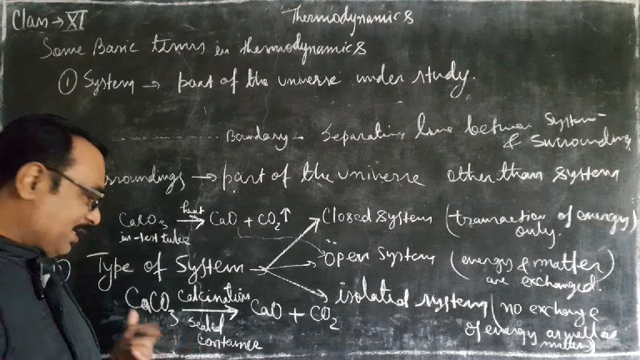 Class → XI
Thermodynamics
Some Basic terms in thermodynamics
① System → part of the universe under study.
Boundary - Separating line between System & Surrounding
rroundings → part of the universe other than system
CaCO3 heat → CaO + CO2↑
in-test tube
Closed System (transaction of energy only.
Type of System →
Open System (energy & matter are exchanged.
CaCO3 Calcination → CaO + CO2
sealed
isolated system (no exchange of energy as well as matter)